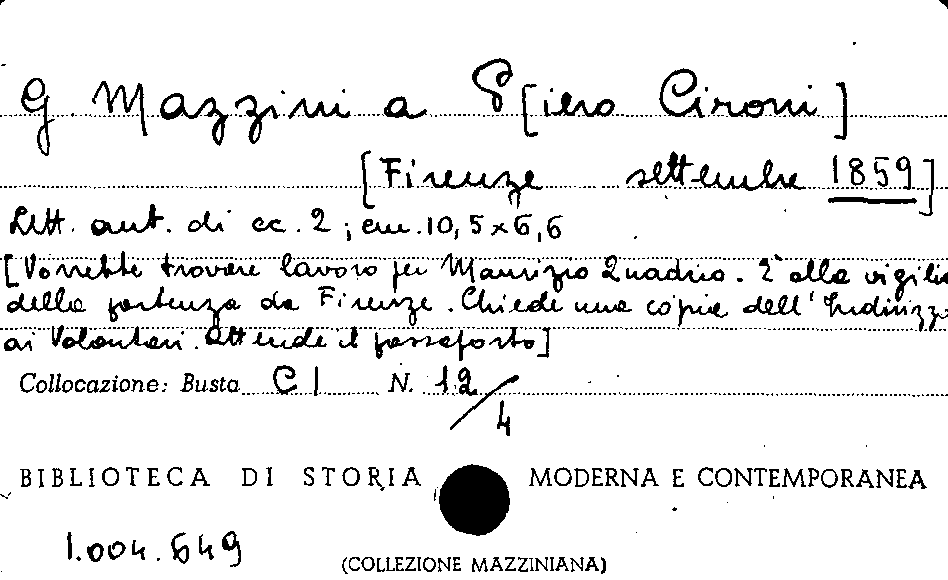 G. Mazzini a P[iero Cironi]
[Firenze settembre 1859]
Lett. aut. di cc. 2; cm. 10,5x6,6
[Vorrebbe trovare lavoro per Maurizio Quadrio. È alla vigilia
della partenza da Firenze. Chiede una copia dell'Indirizzo
ai Volontari. Attende il passaporto]
Collocazione: Busta CI N. 12/4
BIBLIOTECA DI STORIA MODERNA E CONTEMPORANEA
1.004.649
(COLLEZIONE MAZZINIANA)